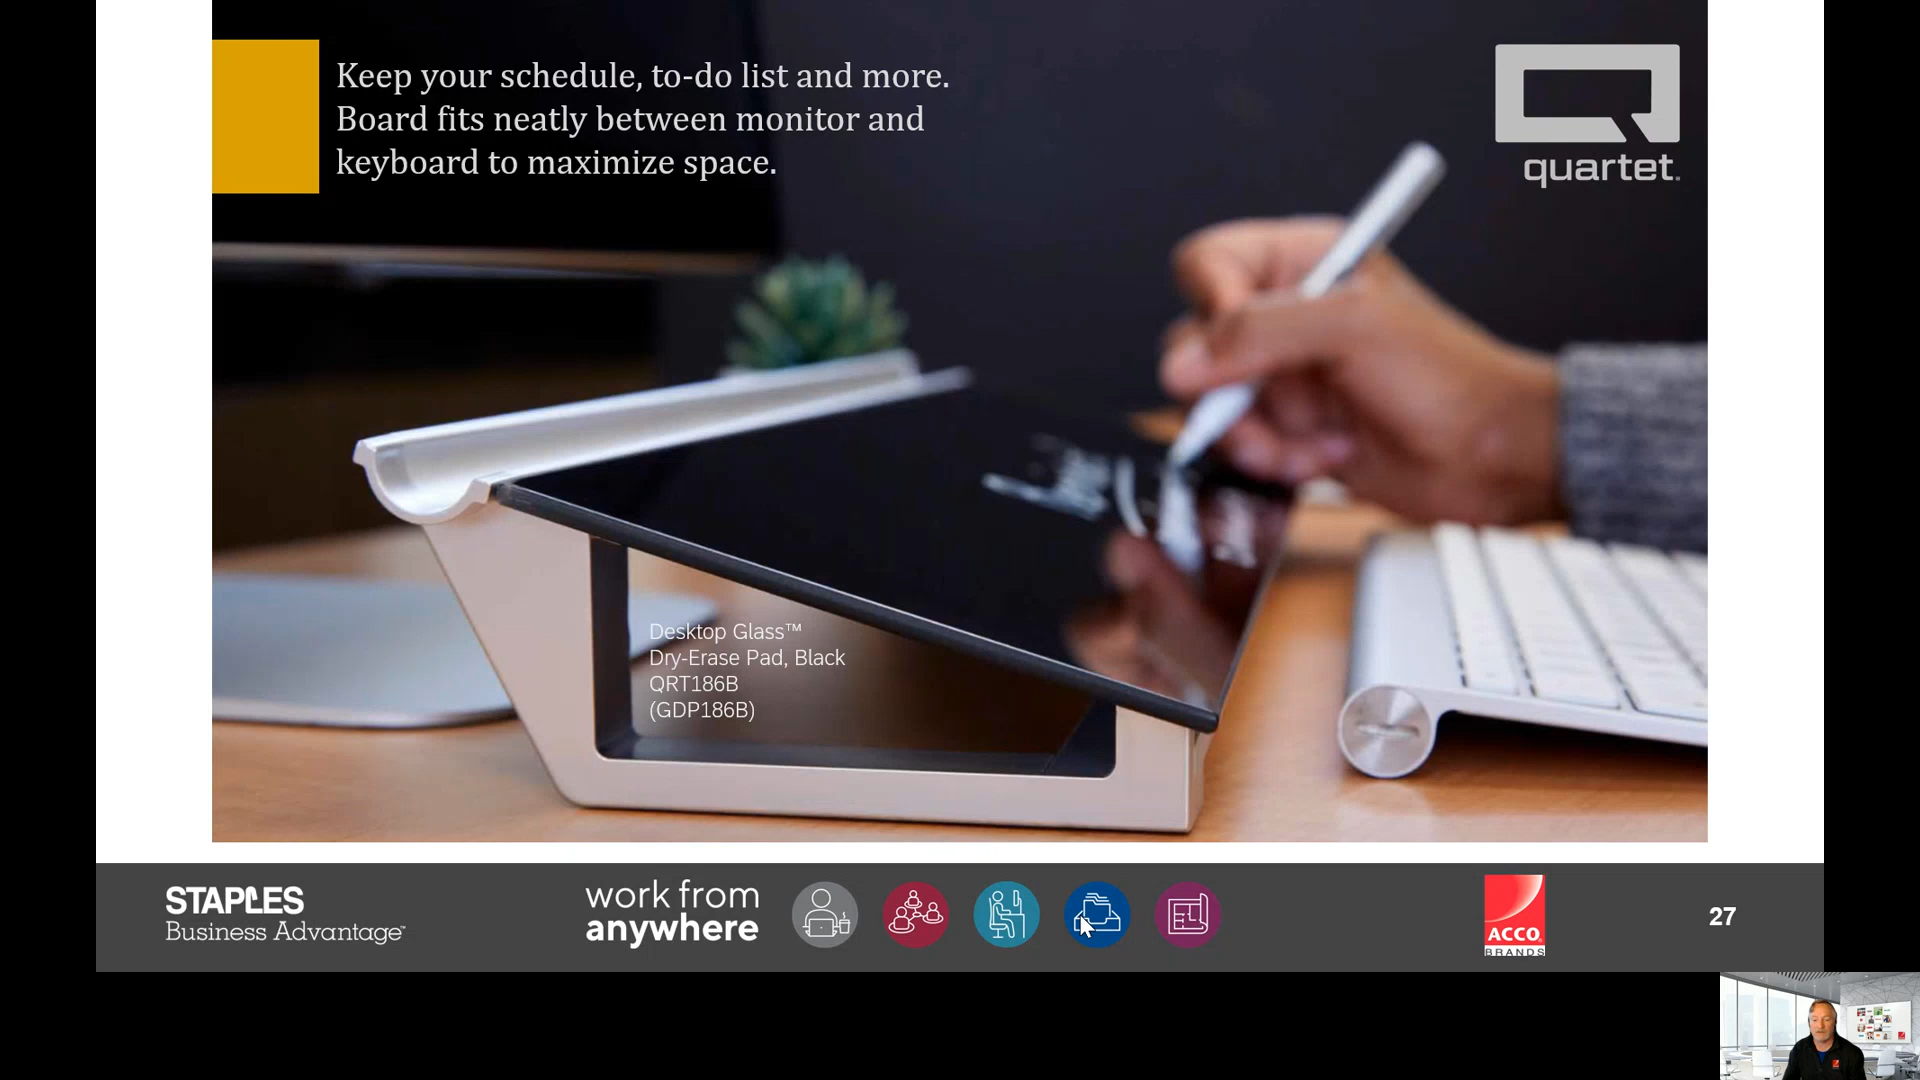 Keep your schedule, to-do list and more.
Board fits neatly between monitor and
keyboard to maximize space.
quartet.
Desktop Glass™
Dry-Erase Pad, Black
QRT186B
(GDP186B)
STAPLES
Business Advantage™
work from
anywhere
ACCO
BRANDS
27